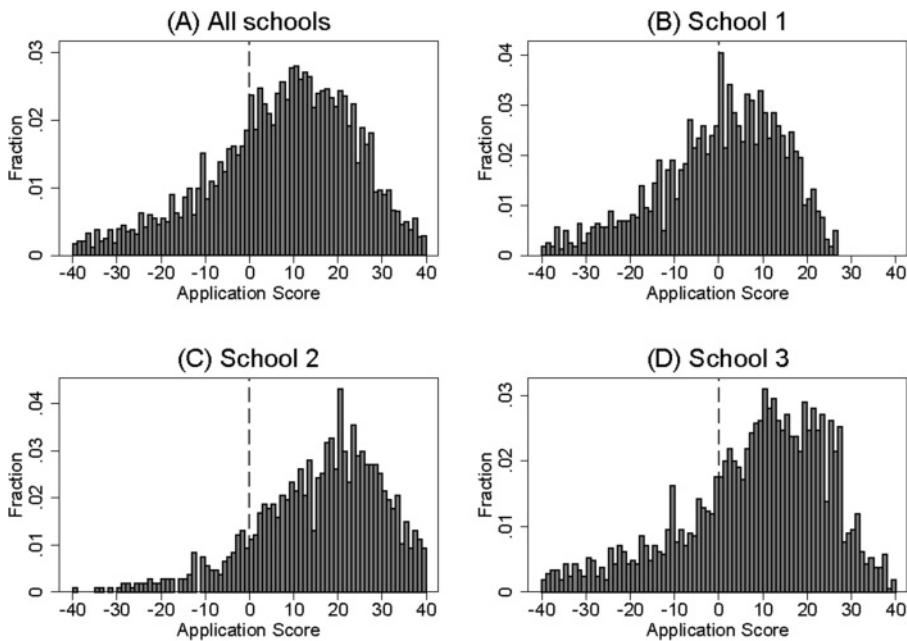 (A) All schools
Fraction
.03
.02
.01
0
-40 -30 -20 -10 0 10 20 30 40
Application Score
(B) School 1
Fraction
.04
.03
.02
.01
0
-40 -30 -20 -10 0 10 20 30 40
Application Score
(C) School 2
Fraction
.04
.03
.02
.01
0
-40 -30 -20 -10 0 10 20 30 40
Application Score
(D) School 3
Fraction
.03
.02
.01
0
-40 -30 -20 -10 0 10 20 30 40
Application Score